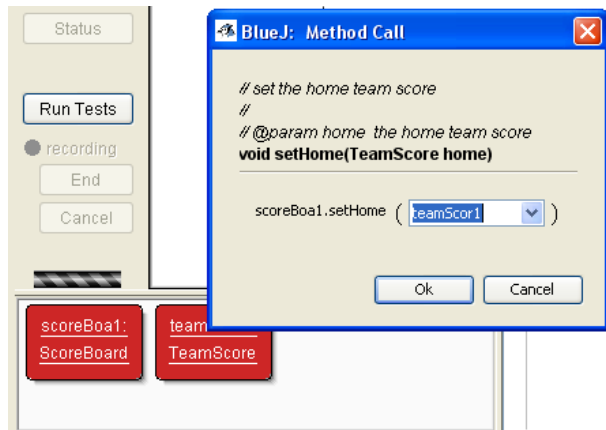 Status
Run Tests
recording
End
Cancel
BlueJ: Method Call
// set the home team score
//
// @param home the home team score
void setHome(TeamScore home)
scoreBoa1.setHome ( teamScor1 )
Ok Cancel
scoreBoa1:
ScoreBoard
team
TeamScore